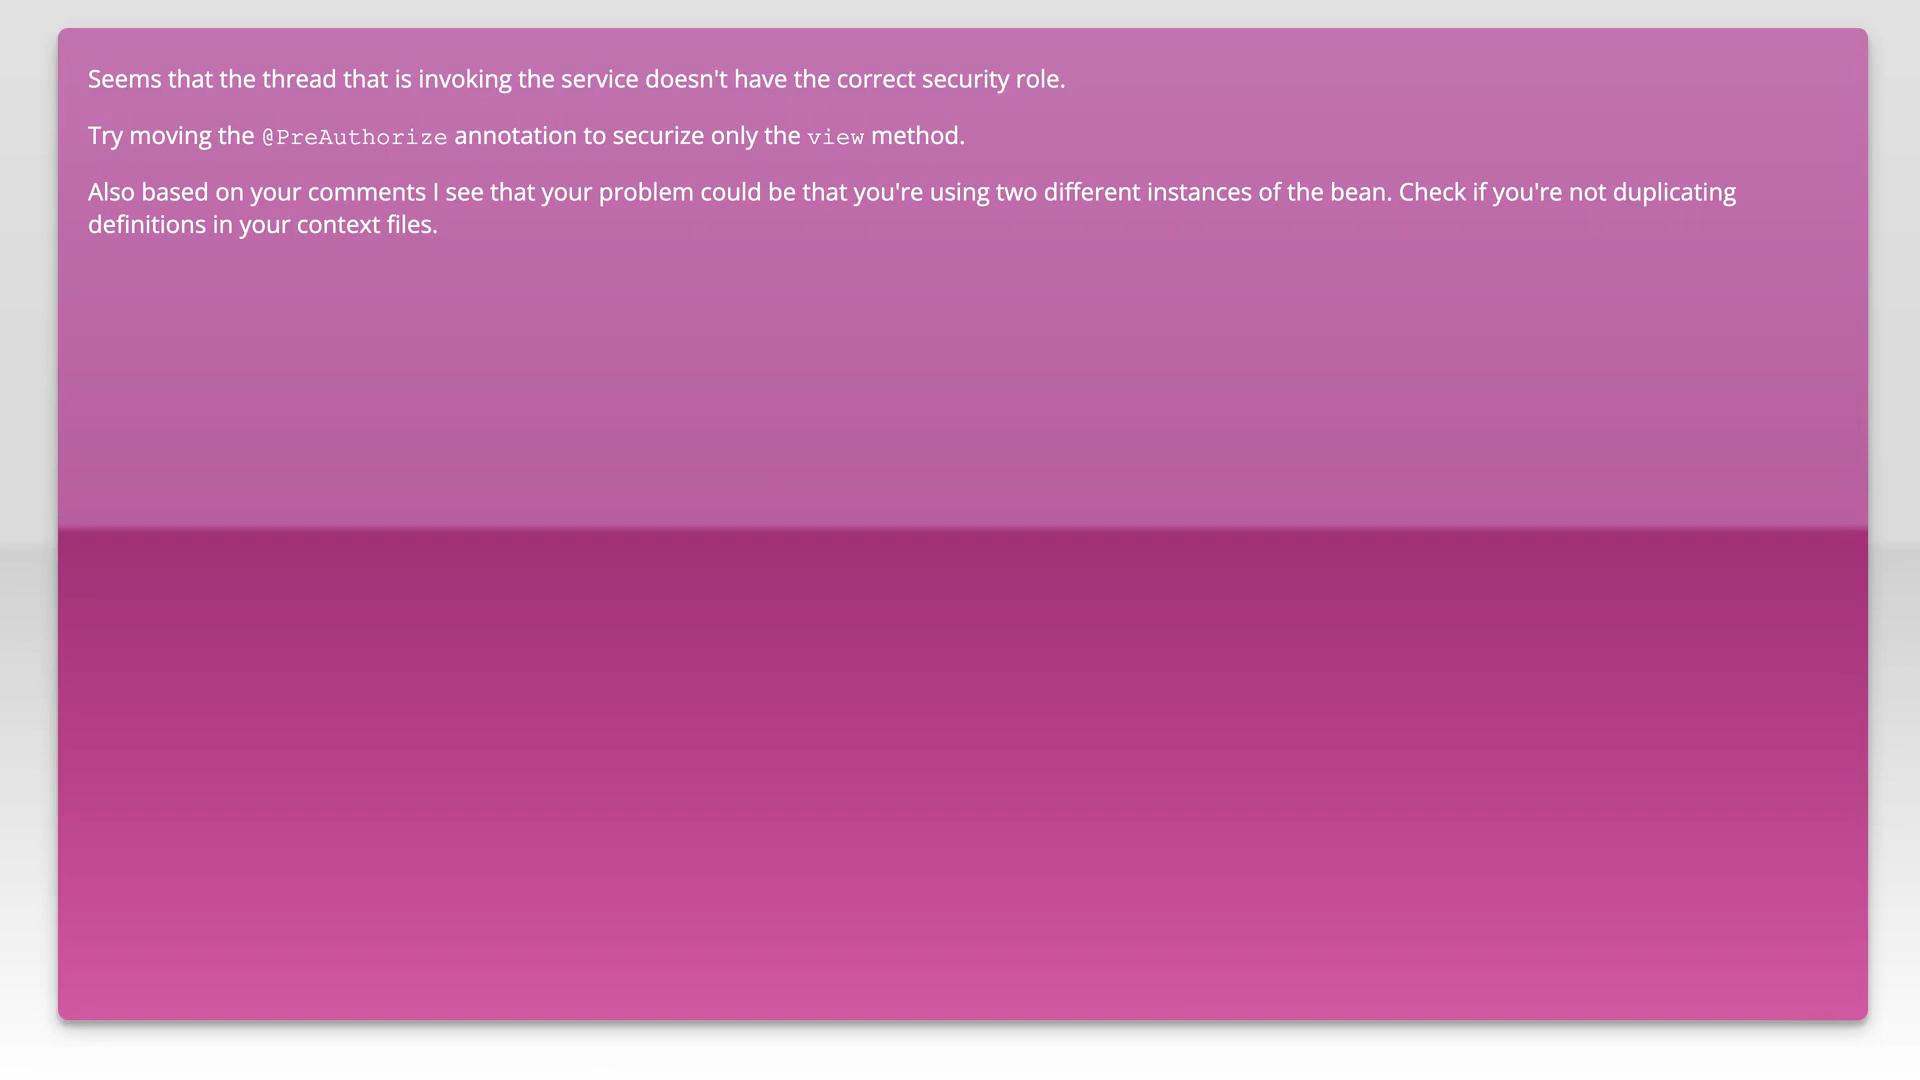 Seems that the thread that is invoking the service doesn't have the correct security role.
Try moving the @PreAuthorize annotation to securize only the view method.
Also based on your comments I see that your problem could be that you're using two different instances of the bean. Check if you're not duplicating
definitions in your context files.